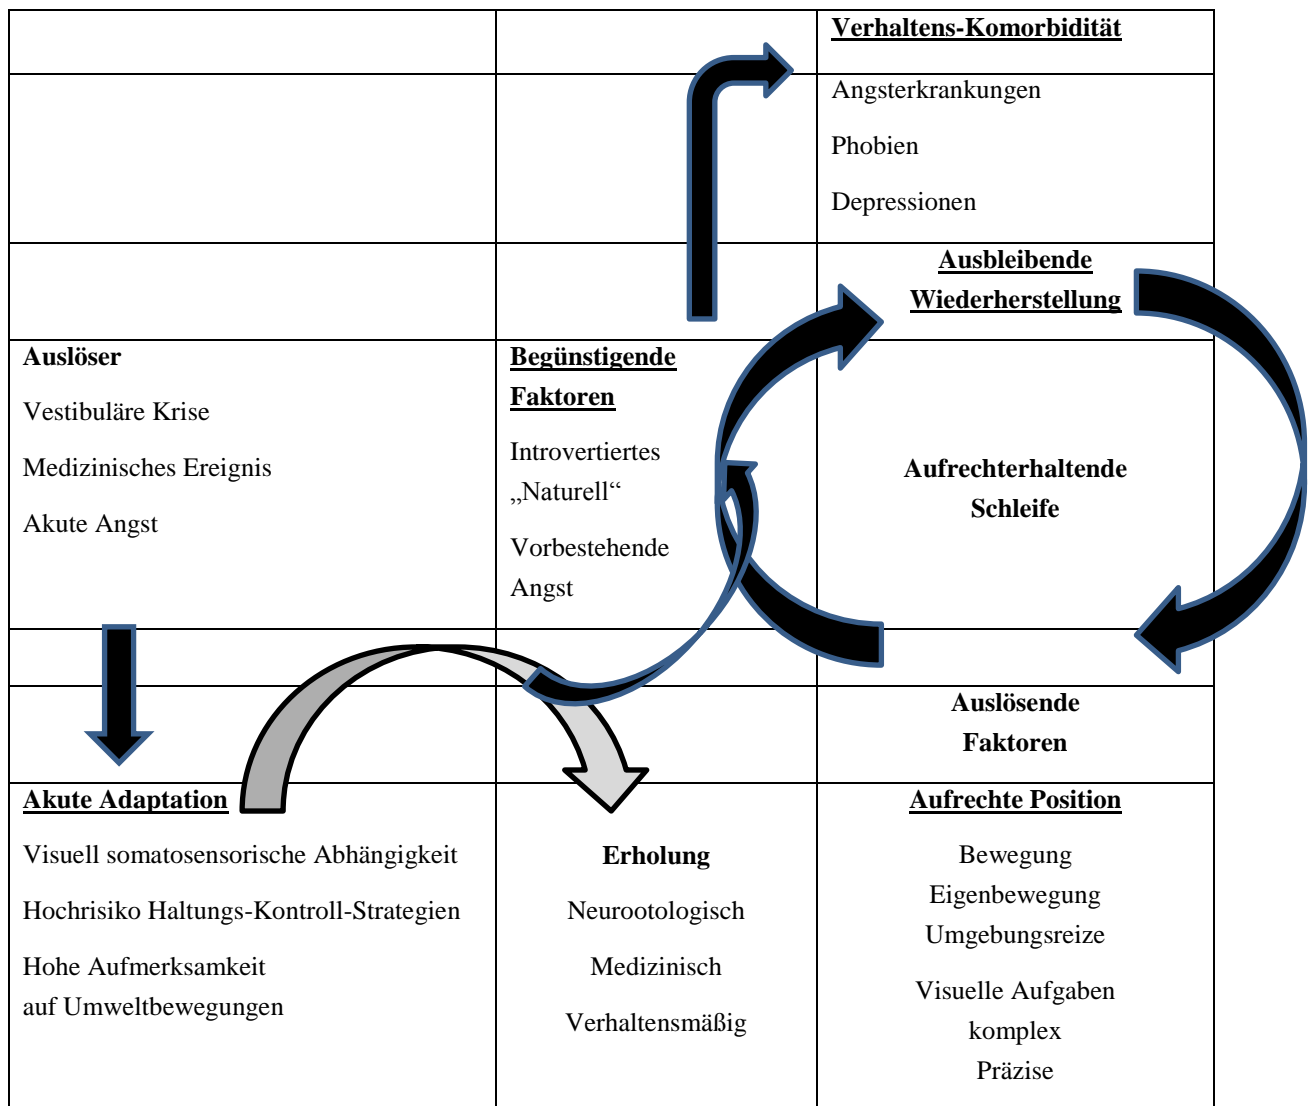 Verhaltens-Komorbidität
Angsterkrankungen
Phobien
Depressionen
Ausbleibende
Wiederherstellung
Auslöser
Vestibuläre Krise
Medizinisches Ereignis
Akute Angst
Begünstigende
Faktoren
Introvertiertes
„Naturell“
Vorbestehende
Angst
Aufrechterhaltende
Schleife
Auslösende
Faktoren
Akute Adaptation
Visuell somatosensorische Abhängigkeit
Hochrisiko Haltungs-Kontroll-Strategien
Hohe Aufmerksamkeit
auf Umweltbewegungen
Erholung
Neurootologisch
Medizinisch
Verhaltensmäßig
Aufrechte Position
Bewegung
Eigenbewegung
Umgebungsreize
Visuelle Aufgaben
komplex
Präzise